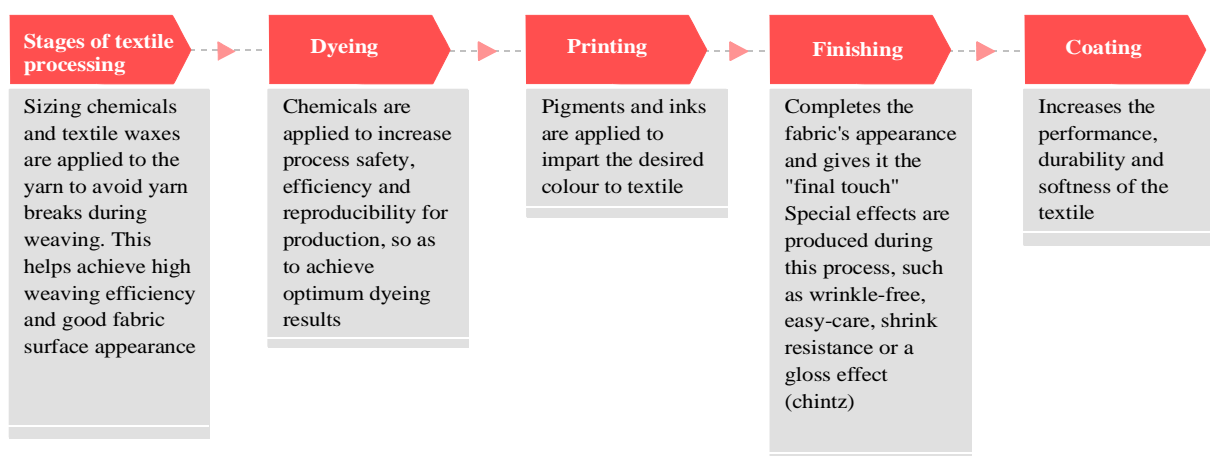 Stages of textile
processing
Sizing chemicals
and textile waxes
are applied to the
yarn to avoid yarn
breaks during
weaving. This
helps achieve high
weaving efficiency
and good fabric
surface appearance
Dyeing
Chemicals are
applied to increase
process safety,
efficiency and
reproducibility for
production, so as
to achieve
optimum dyeing
results
Printing
Pigments and inks
are applied to
impart the desired
colour to textile
Finishing
Completes the
fabric's appearance
and gives it the
"final touch"
Special effects are
produced during
this process, such
as wrinkle-free,
easy-care, shrink
resistance or a
gloss effect
(chintz)
Coating
Increases the
performance,
durability and
softness of the
textile